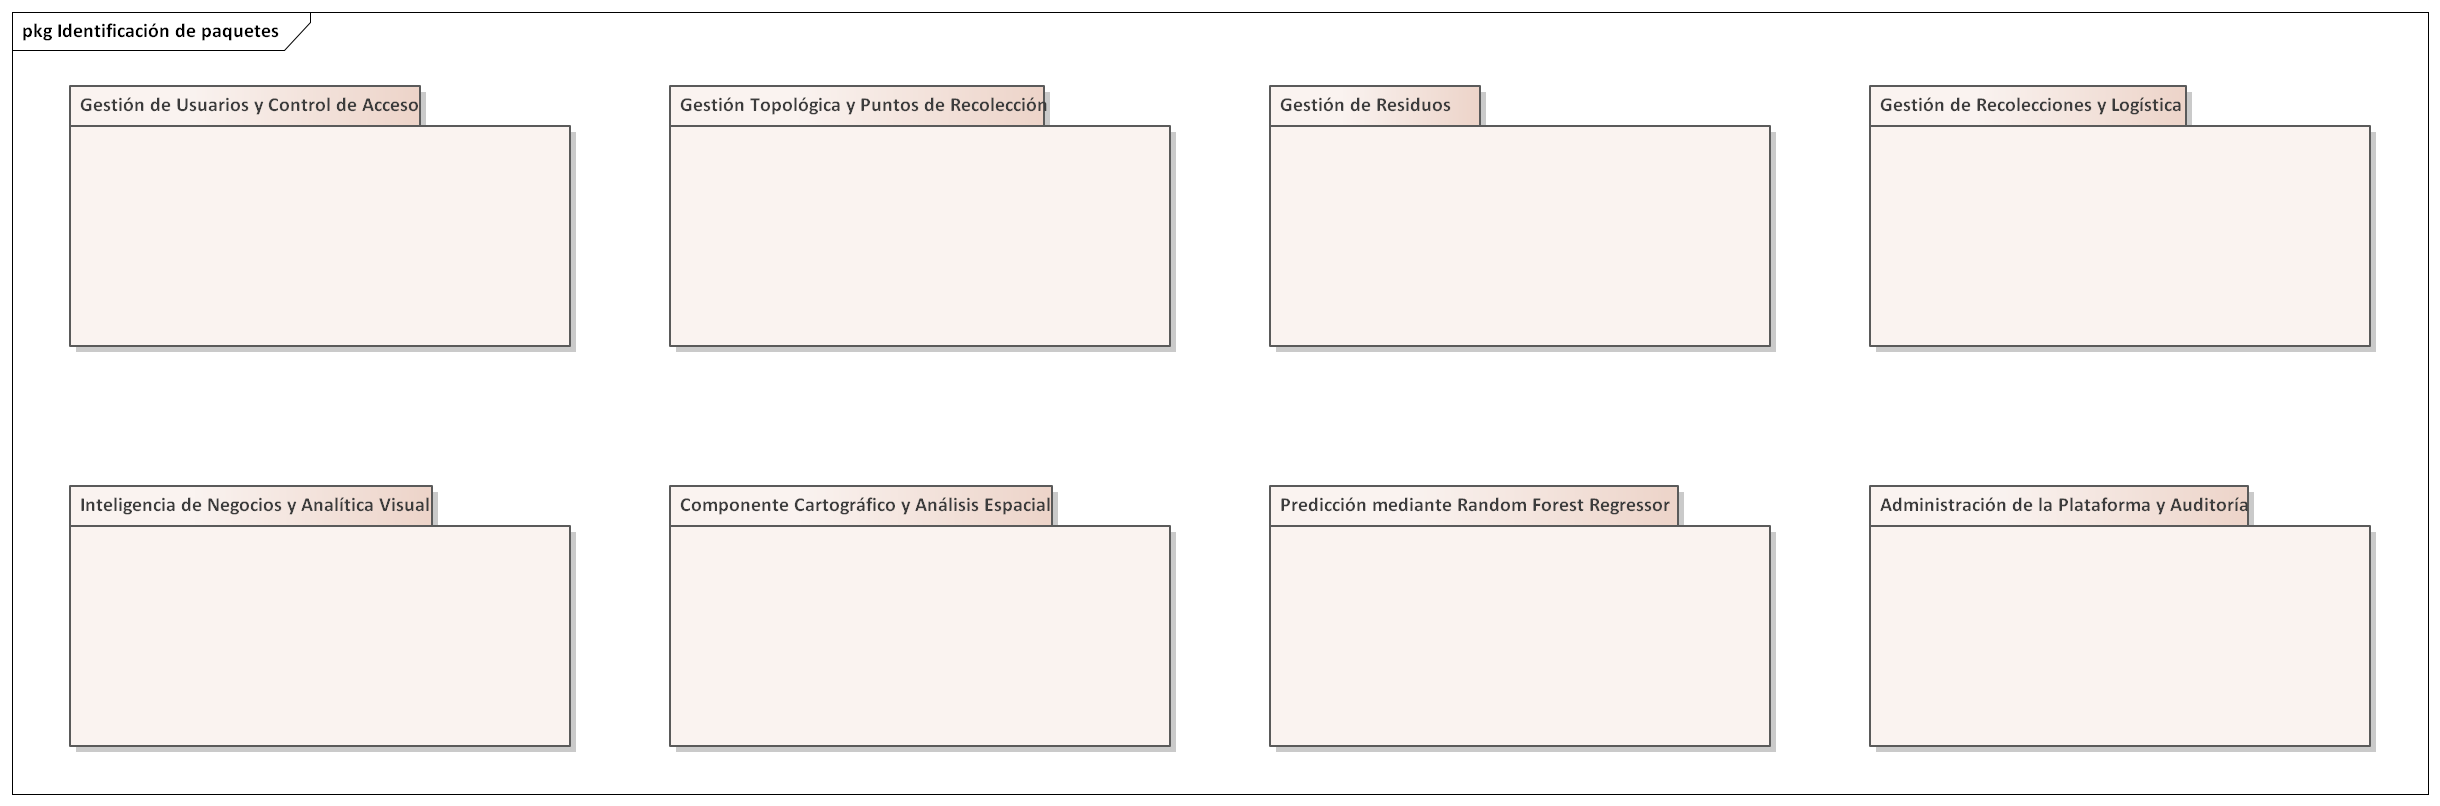 pkg Identificación de paquetes
Gestión de Usuarios y Control de Acceso
Gestión Topológica y Puntos de Recolección
Gestión de Residuos
Gestión de Recolecciones y Logística
Inteligencia de Negocios y Analítica Visual
Componente Cartográfico y Análisis Espacial
Predicción mediante Random Forest Regressor
Administración de la Plataforma y Auditoría